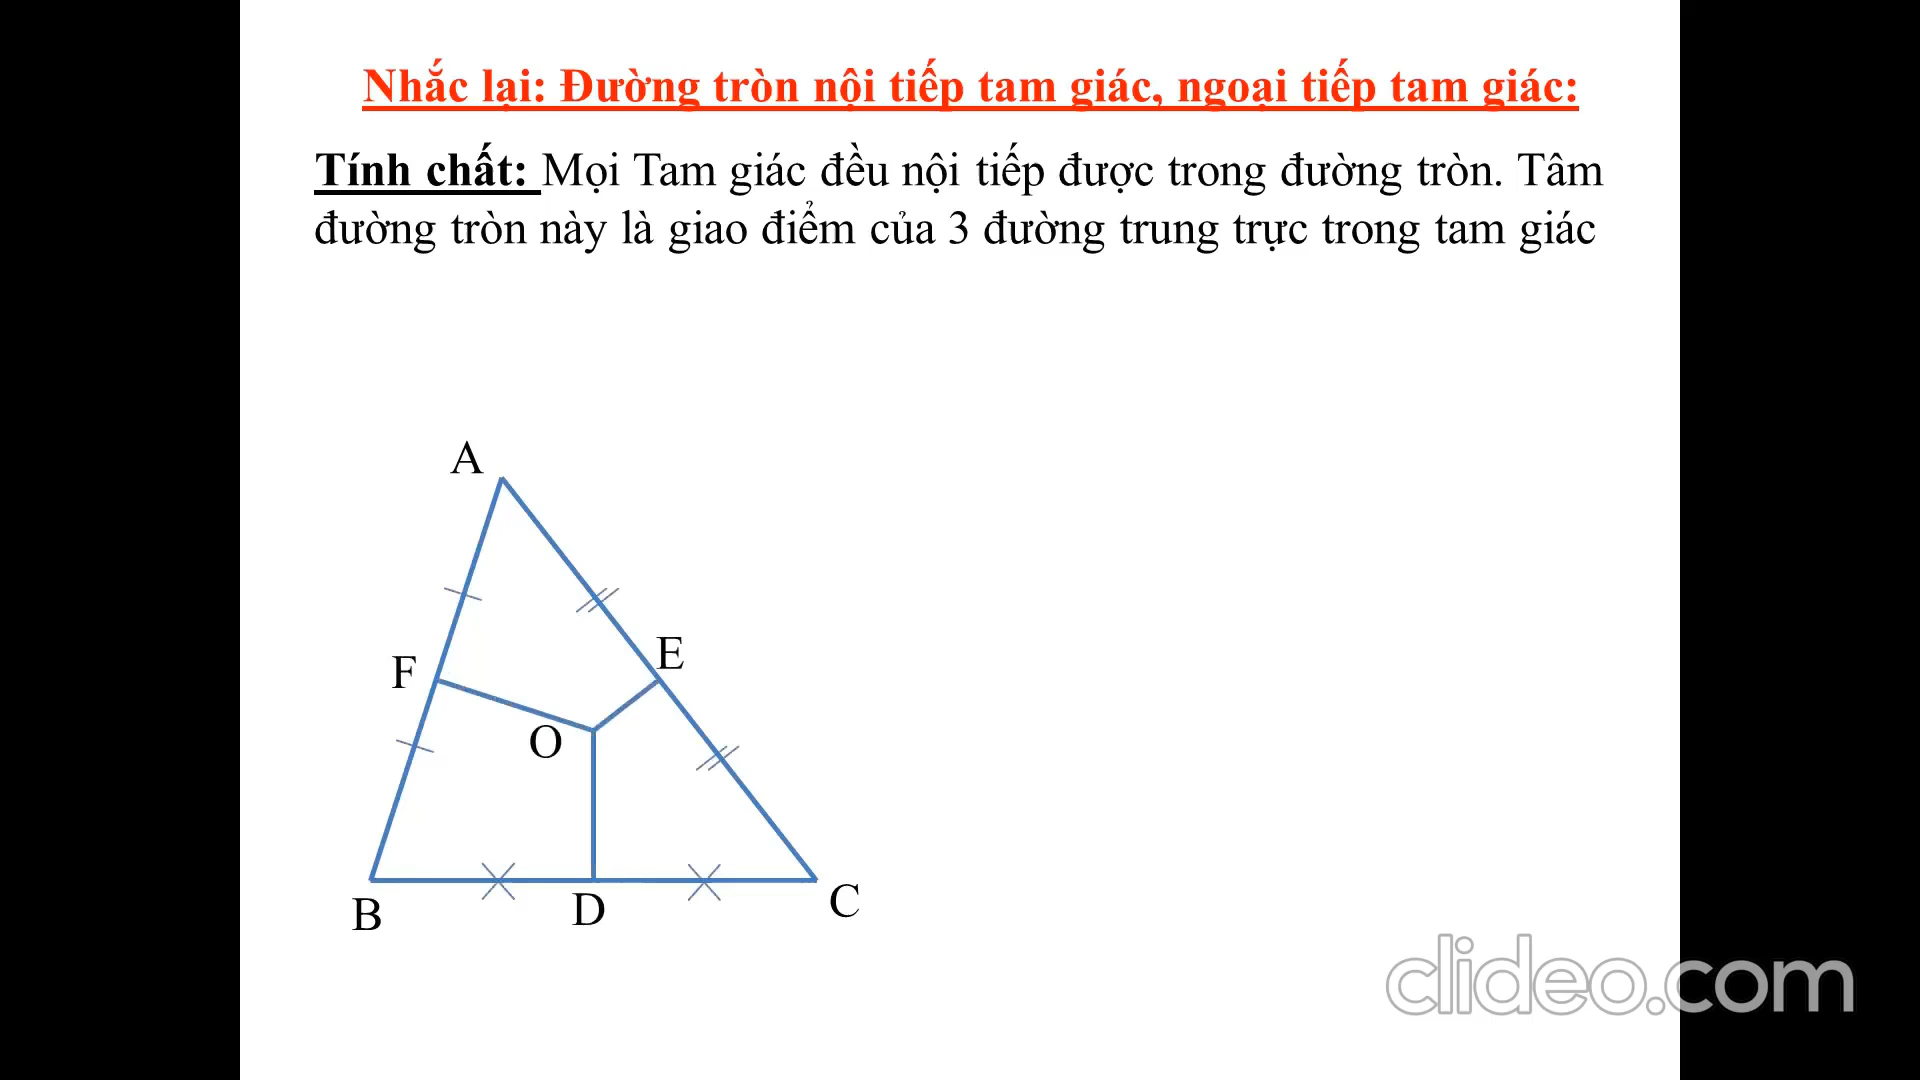 Nhắc lại: Đường tròn nội tiếp tam giác, ngoại tiếp tam giác:
Tính chất: Mọi Tam giác đều nội tiếp được trong đường tròn. Tâm
đường tròn này là giao điểm của 3 đường trung trực trong tam giác
A
E
F
O
B
D
C
clideo.com